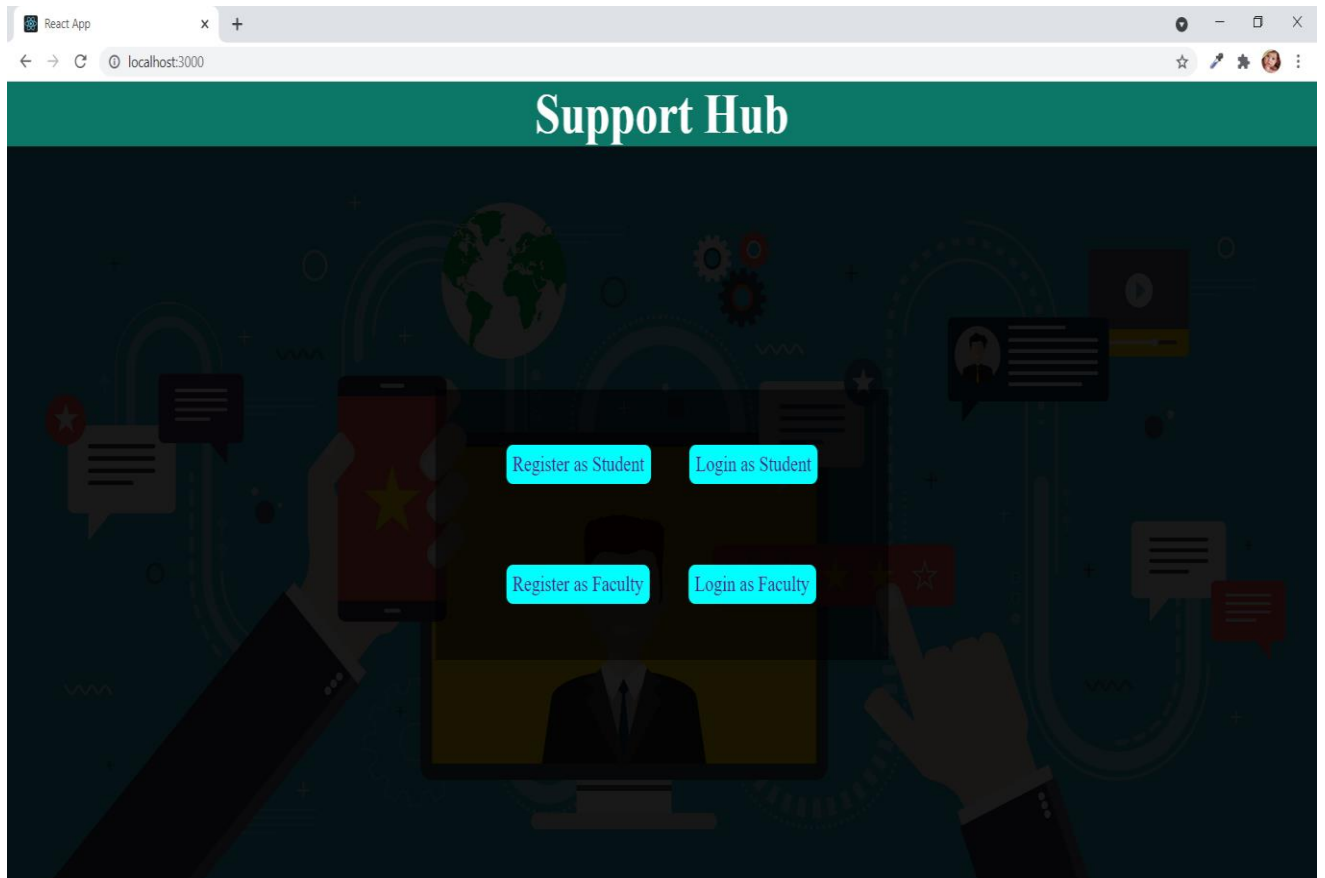 React App
localhost:3000
Support Hub
Register as Student Login as Student
Register as Faculty Login as Faculty